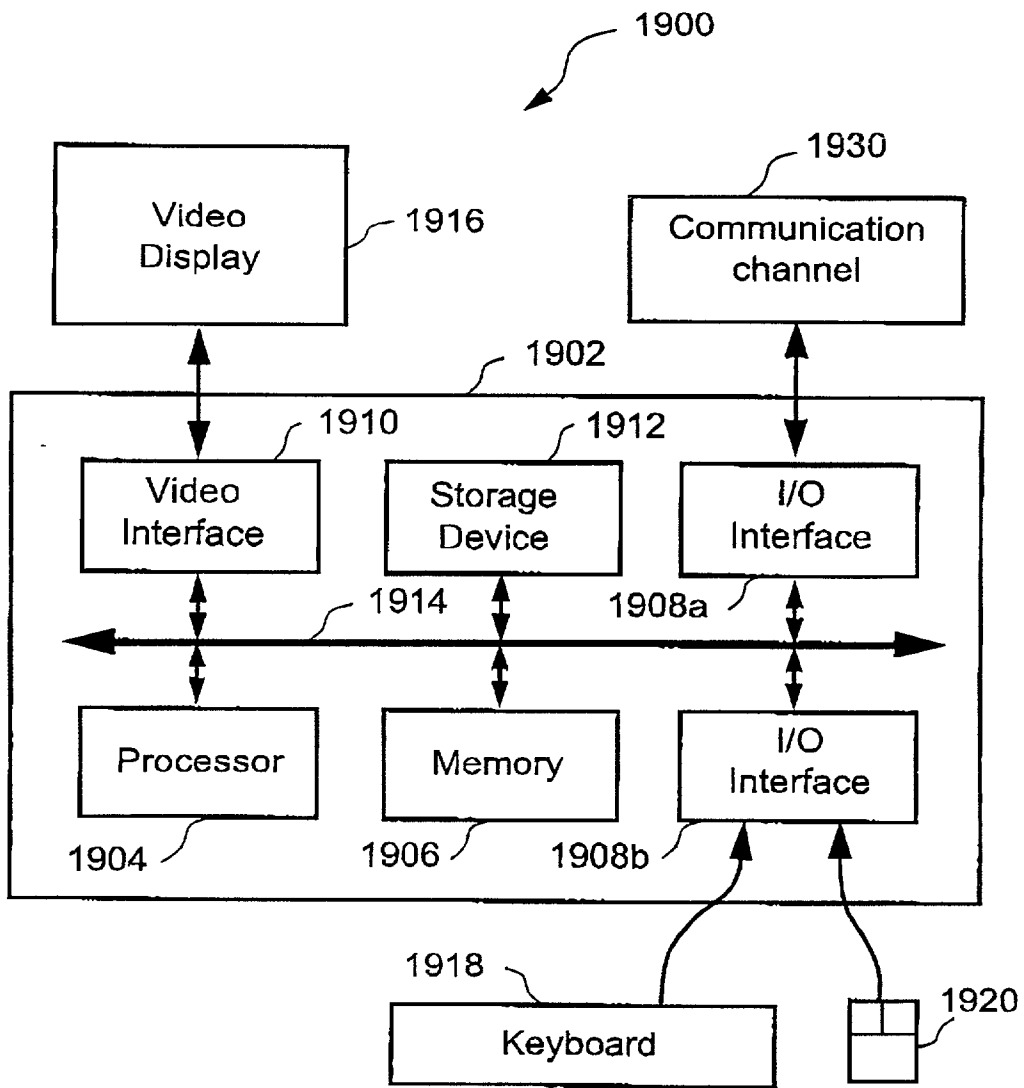 1900
1930
Video
Display
1916
Communication
channel
1902
1910
1912
Video
Interface
Storage
Device
I/O
Interface
1914
1908a
Processor
Memory
I/O
Interface
1904
1906
1908b
1918
Keyboard
1920